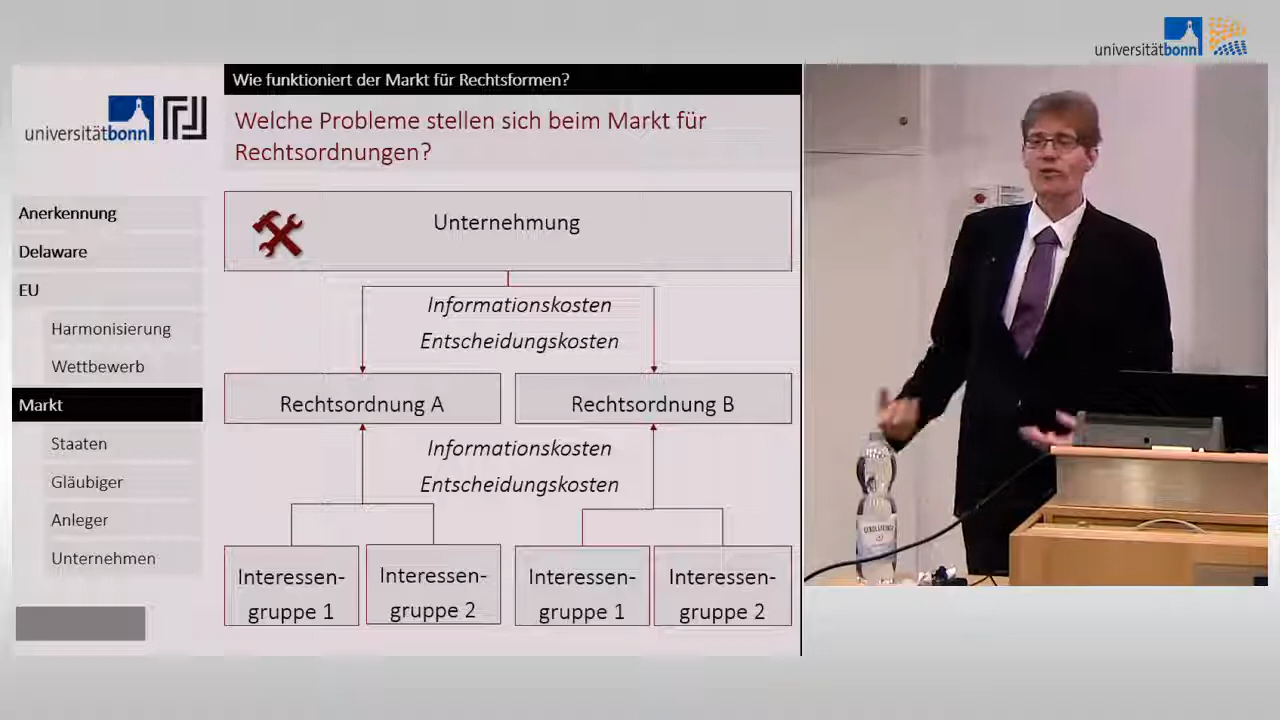 universitätbonn
universitätbonn
Wie funktioniert der Markt für Rechtsformen?
Welche Probleme stellen sich beim Markt für
Rechtsordnungen?
Anerkennung
Delaware
EU
Harmonisierung
Wettbewerb
Markt
Staaten
Gläubiger
Anleger
Unternehmen
Unternehmung
Informationskosten
Entscheidungskosten
Rechtsordnung A
Rechtsordnung B
Informationskosten
Entscheidungskosten
Interessen-
gruppe 1
Interessen-
gruppe 2
Interessen-
gruppe 1
Interessen-
gruppe 2